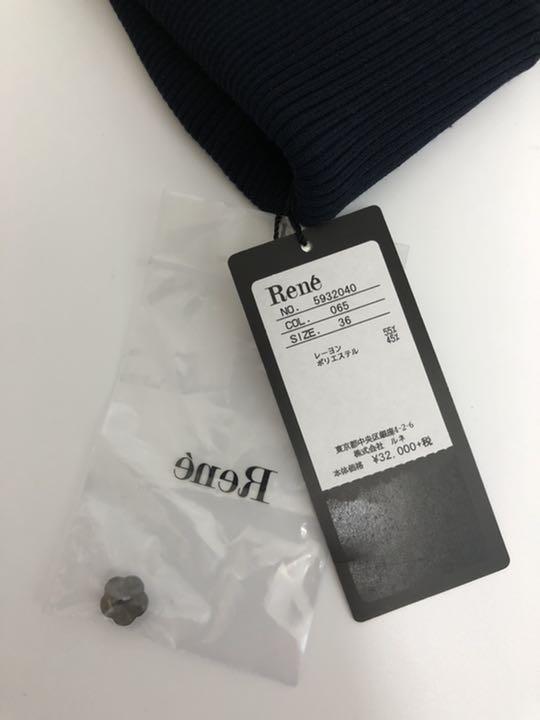 René
NO. 5932040
COL. 065
SIZE. 36
レーヨン 55%
ポリエステル 45%
東京都中央区銀座4-2-6
株式会社 ルネ
本体価格 ¥32,000+税
René